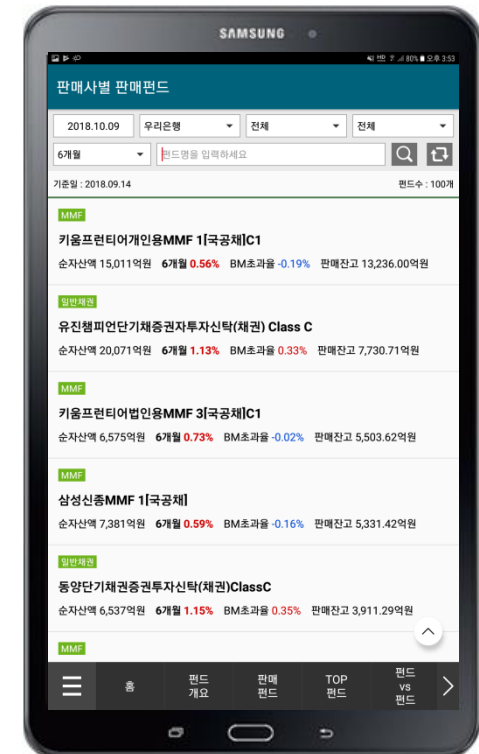 SAMSUNG
80% 오후 3:53
판매사별 판매펀드
2018.10.09 우리은행 전체 전체
6개월 펀드명을 입력하세요
기준일 : 2018.09.14 펀드수 : 100개
MMF
키움프런티어개인용MMF 1[국공채]C1
순자산액 15,011억원 6개월 0.56% BM초과율 -0.19% 판매잔고 13,236.00억원
일반채권
유진챔피언단기채증권자투자신탁(채권) Class C
순자산액 20,071억원 6개월 1.13% BM초과율 0.33% 판매잔고 7,730.71억원
MMF
키움프런티어법인용MMF 3[국공채]C1
순자산액 6,575억원 6개월 0.73% BM초과율 -0.02% 판매잔고 5,503.62억원
MMF
삼성신종MMF 1[국공채]
순자산액 7,381억원 6개월 0.59% BM초과율 -0.16% 판매잔고 5,331.42억원
일반채권
동양단기채권증권투자신탁(채권)ClassC
순자산액 6,537억원 6개월 1.15% BM초과율 0.35% 판매잔고 3,911.29억원
MMF
홈
펀드
개요
판매
펀드
TOP
펀드
펀드
vs
펀드